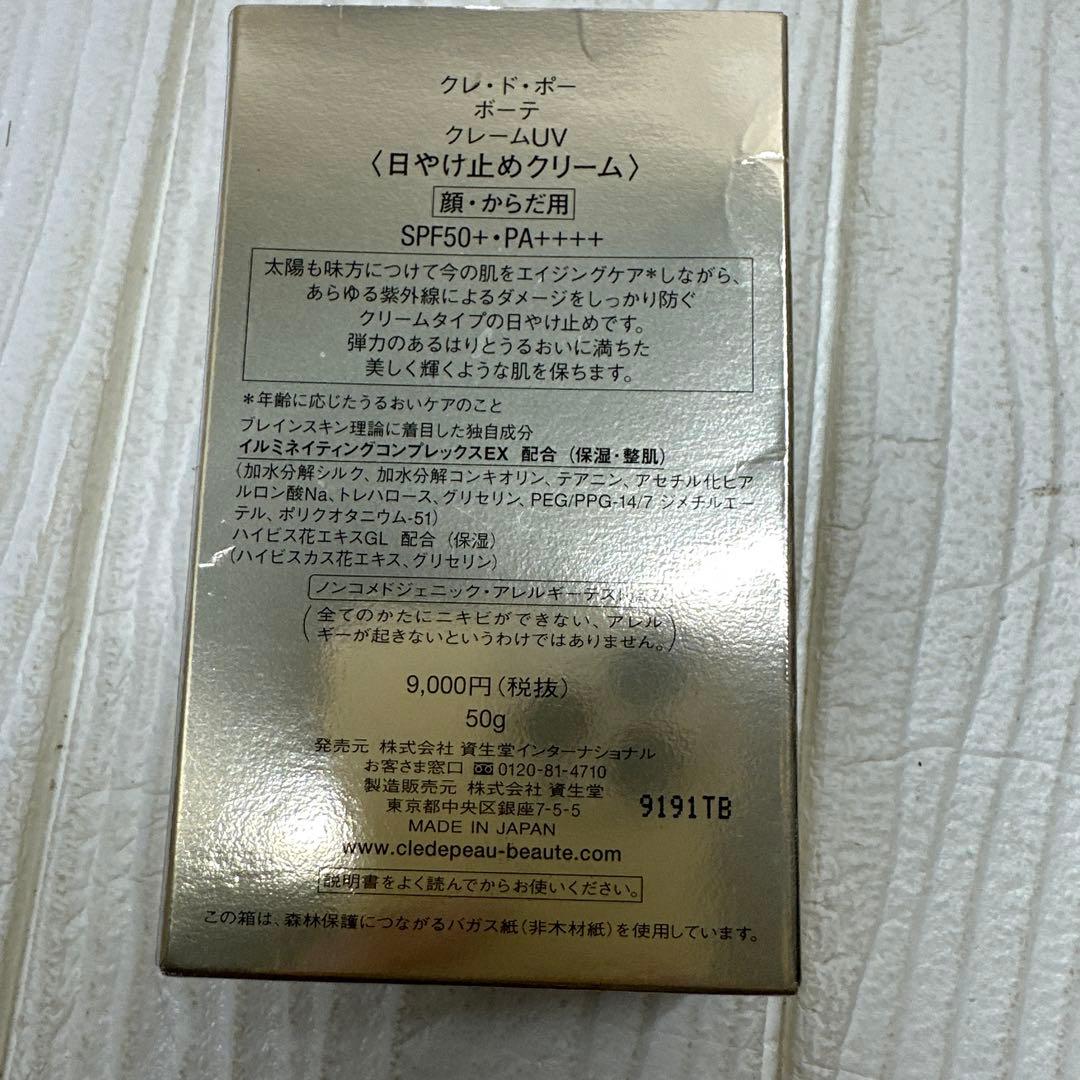 クレ・ド・ポー
ボーテ
クレームUV
〈日やけ止めクリーム〉
顔・からだ用
SPF50+・PA++++
太陽も味方につけて今の肌をエイジングケア＊しながら、
あらゆる紫外線によるダメージをしっかり防ぐ
クリームタイプの日やけ止めです。
弾力のあるはりとうるおいに満ちた
美しく輝くような肌を保ちます。
＊年齢に応じたうるおいケアのこと
ブレインスキン理論に着目した独自成分
イルミネイティングコンプレックスEX 配合（保湿・整肌）
（加水分解シルク、加水分解コンキオリン、テアニン、アセチル化ヒア
ルロン酸Na、トレハロース、グリセリン、PEG/PPG-14/7 ジメチルエー
テル、ポリクオタニウム-51）
ハイビス花エキスGL 配合（保湿）
（ハイビスカス花エキス、グリセリン）
ノンコメドジェニック・アレルギーテスト
（全てのかたにニキビができない、アレル
ギーが起きないというわけではありません。）
9,000円（税抜）
50g
発売元 株式会社 資生堂インターナショナル
お客さま窓口 0120-81-4710
製造販売元 株式会社 資生堂
東京都中央区銀座7-5-5
9191TB
MADE IN JAPAN
www.cledepeau-beaute.com
説明書をよく読んでからお使いください。
この箱は、森林保護につながるバガス紙（非木材紙）を使用しています。